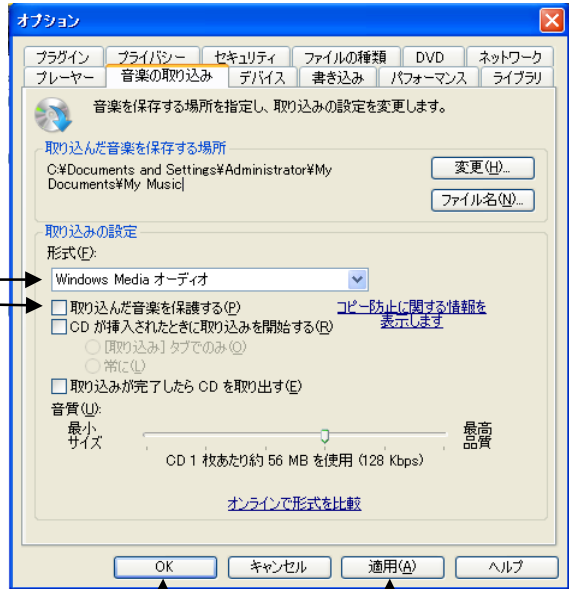 オプション
プラグイン プライバシー セキュリティ ファイルの種類 DVD ネットワーク
プレーヤー 音楽の取り込み デバイス 書き込み パフォーマンス ライブラリ
音楽を保存する場所を指定し、取り込みの設定を変更します。
取り込んだ音楽を保存する場所
C:¥Documents and Settings¥Administrator¥My
Documents¥My Music
変更(H)...
ファイル名(N)...
取り込みの設定
形式(F):
Windows Media オーディオ
取り込んだ音楽を保護する(P)
コピー防止に関する情報を
表示します
CD が挿入されたときに取り込みを開始する(R)
[取り込み] タブでのみ(O)
常に(L)
取り込みが完了したら CD を取り出す(E)
音質(U):
最小
サイズ
最高
品質
CD 1 枚あたり約 56 MB を使用 (128 Kbps)
オンラインで形式を比較
OK キャンセル 適用(A) ヘルプ